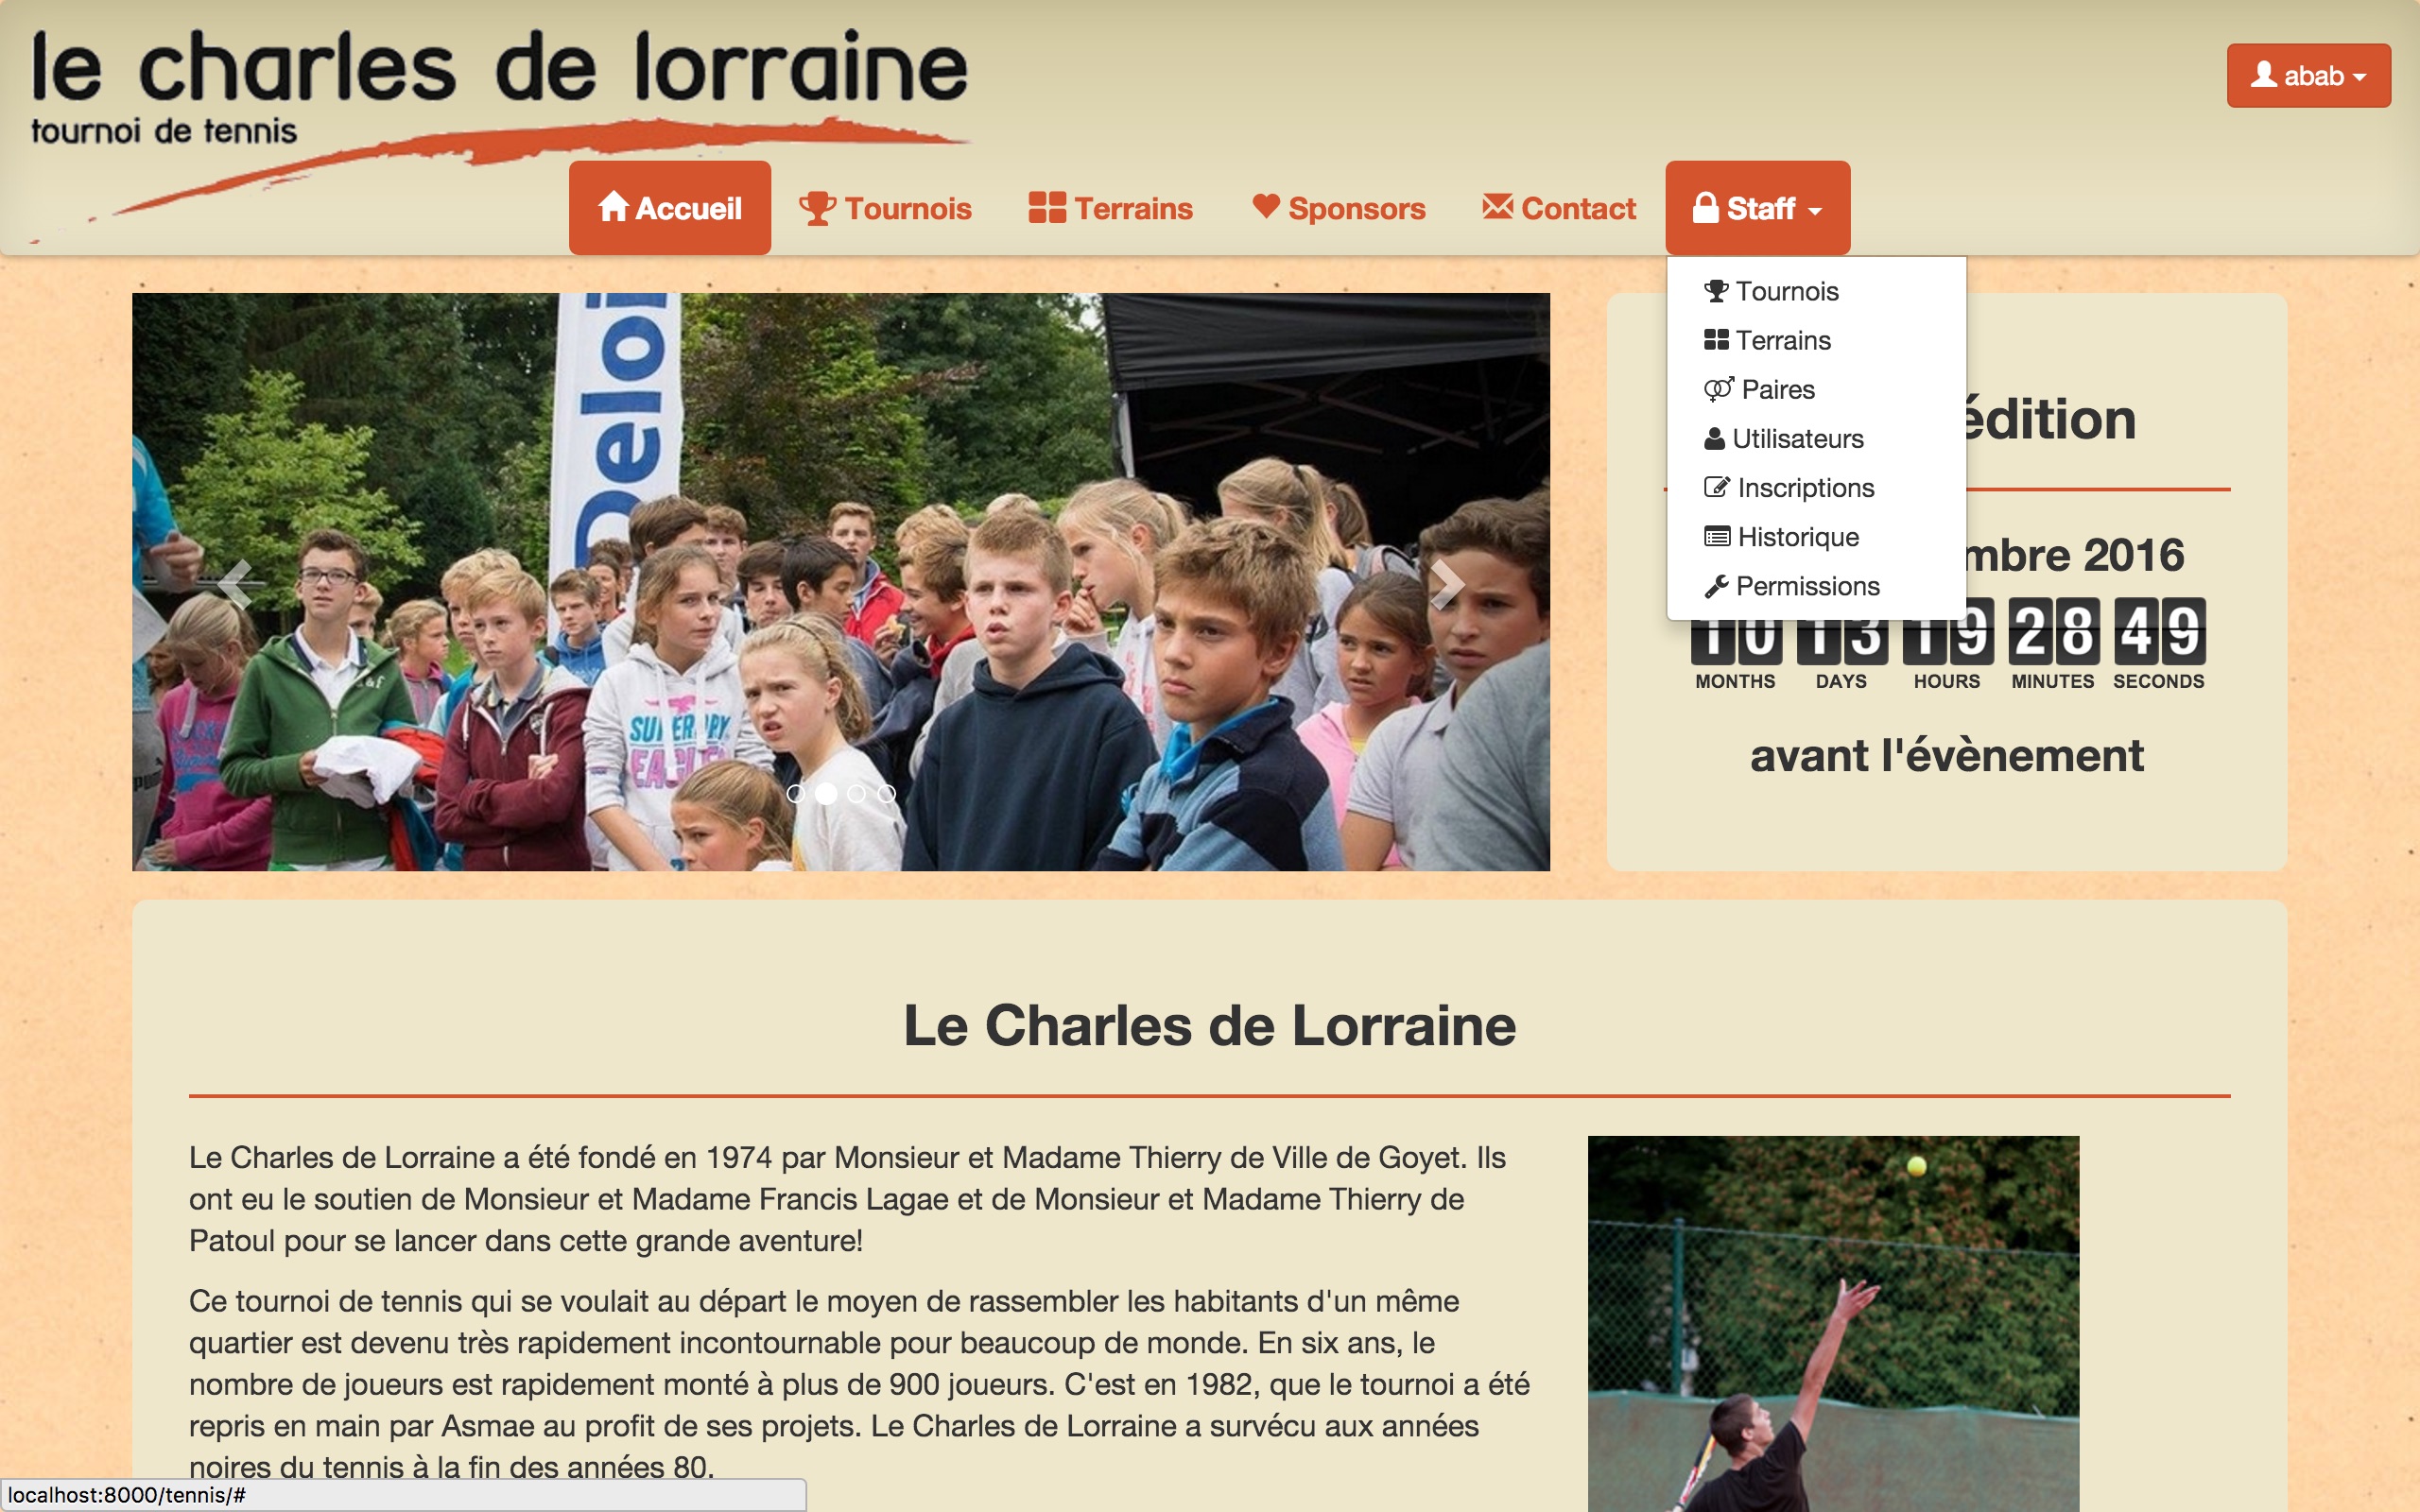 le charles de lorraine
tournoi de tennis
abab
Accueil
Tournois
Terrains
Sponsors
Contact
Staff
Tournois
Terrains
Paires
Utilisateurs
Inscriptions
Historique
Permissions
Deloi
SUPERDRY
EAGLES
édition
mbre 2016
10 13 19 28 49
MONTHS DAYS HOURS MINUTES SECONDS
avant l'évènement
Le Charles de Lorraine
Le Charles de Lorraine a été fondé en 1974 par Monsieur et Madame Thierry de Ville de Goyet. Ils
ont eu le soutien de Monsieur et Madame Francis Lagae et de Monsieur et Madame Thierry de
Patoul pour se lancer dans cette grande aventure!
Ce tournoi de tennis qui se voulait au départ le moyen de rassembler les habitants d'un même
quartier est devenu très rapidement incontournable pour beaucoup de monde. En six ans, le
nombre de joueurs est rapidement monté à plus de 900 joueurs. C'est en 1982, que le tournoi a été
repris en main par Asmae au profit de ses projets. Le Charles de Lorraine a survécu aux années
noires du tennis à la fin des années 80.
localhost:8000/tennis/#